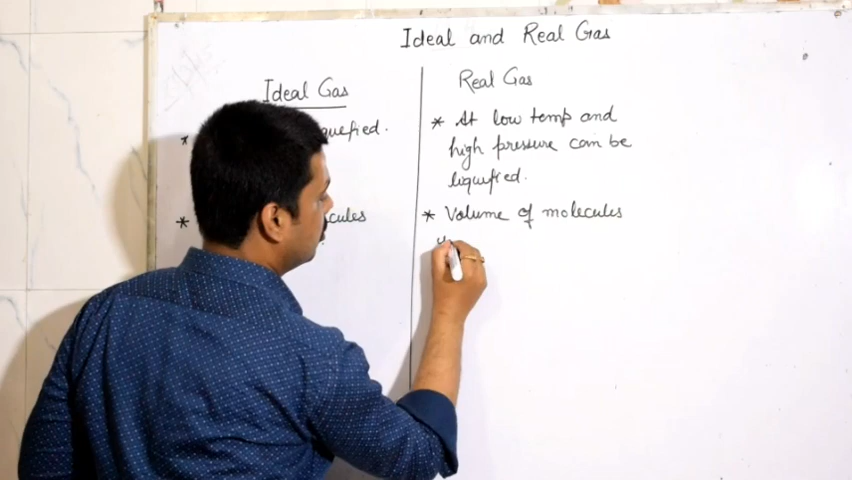 Ideal and Real Gas
Ideal Gas
* quefied.
* cules
Real Gas
* At low temp and
high pressure can be
liquified.
* Volume of molecules